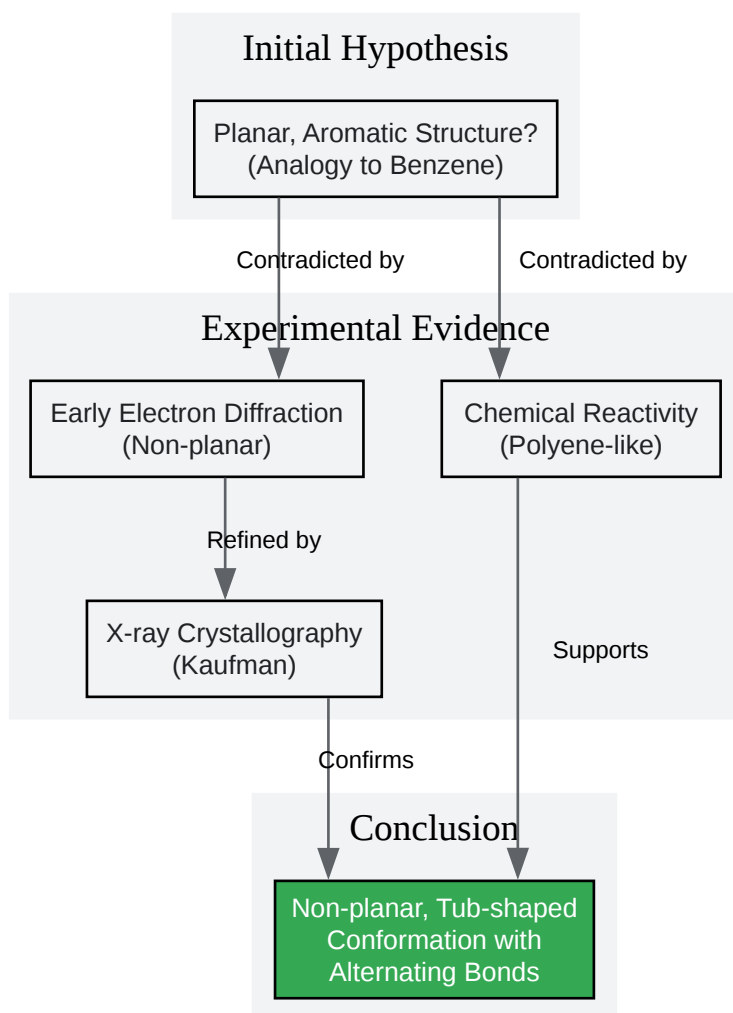 Initial Hypothesis
Planar, Aromatic Structure?
(Analogy to Benzene)
Contradicted by
Contradicted by
Experimental Evidence
Early Electron Diffraction
(Non-planar)
Chemical Reactivity
(Polyene-like)
Refined by
X-ray Crystallography
(Kaufman)
Supports
Confirms
Conclusion
Non-planar, Tub-shaped
Conformation with
Alternating Bonds